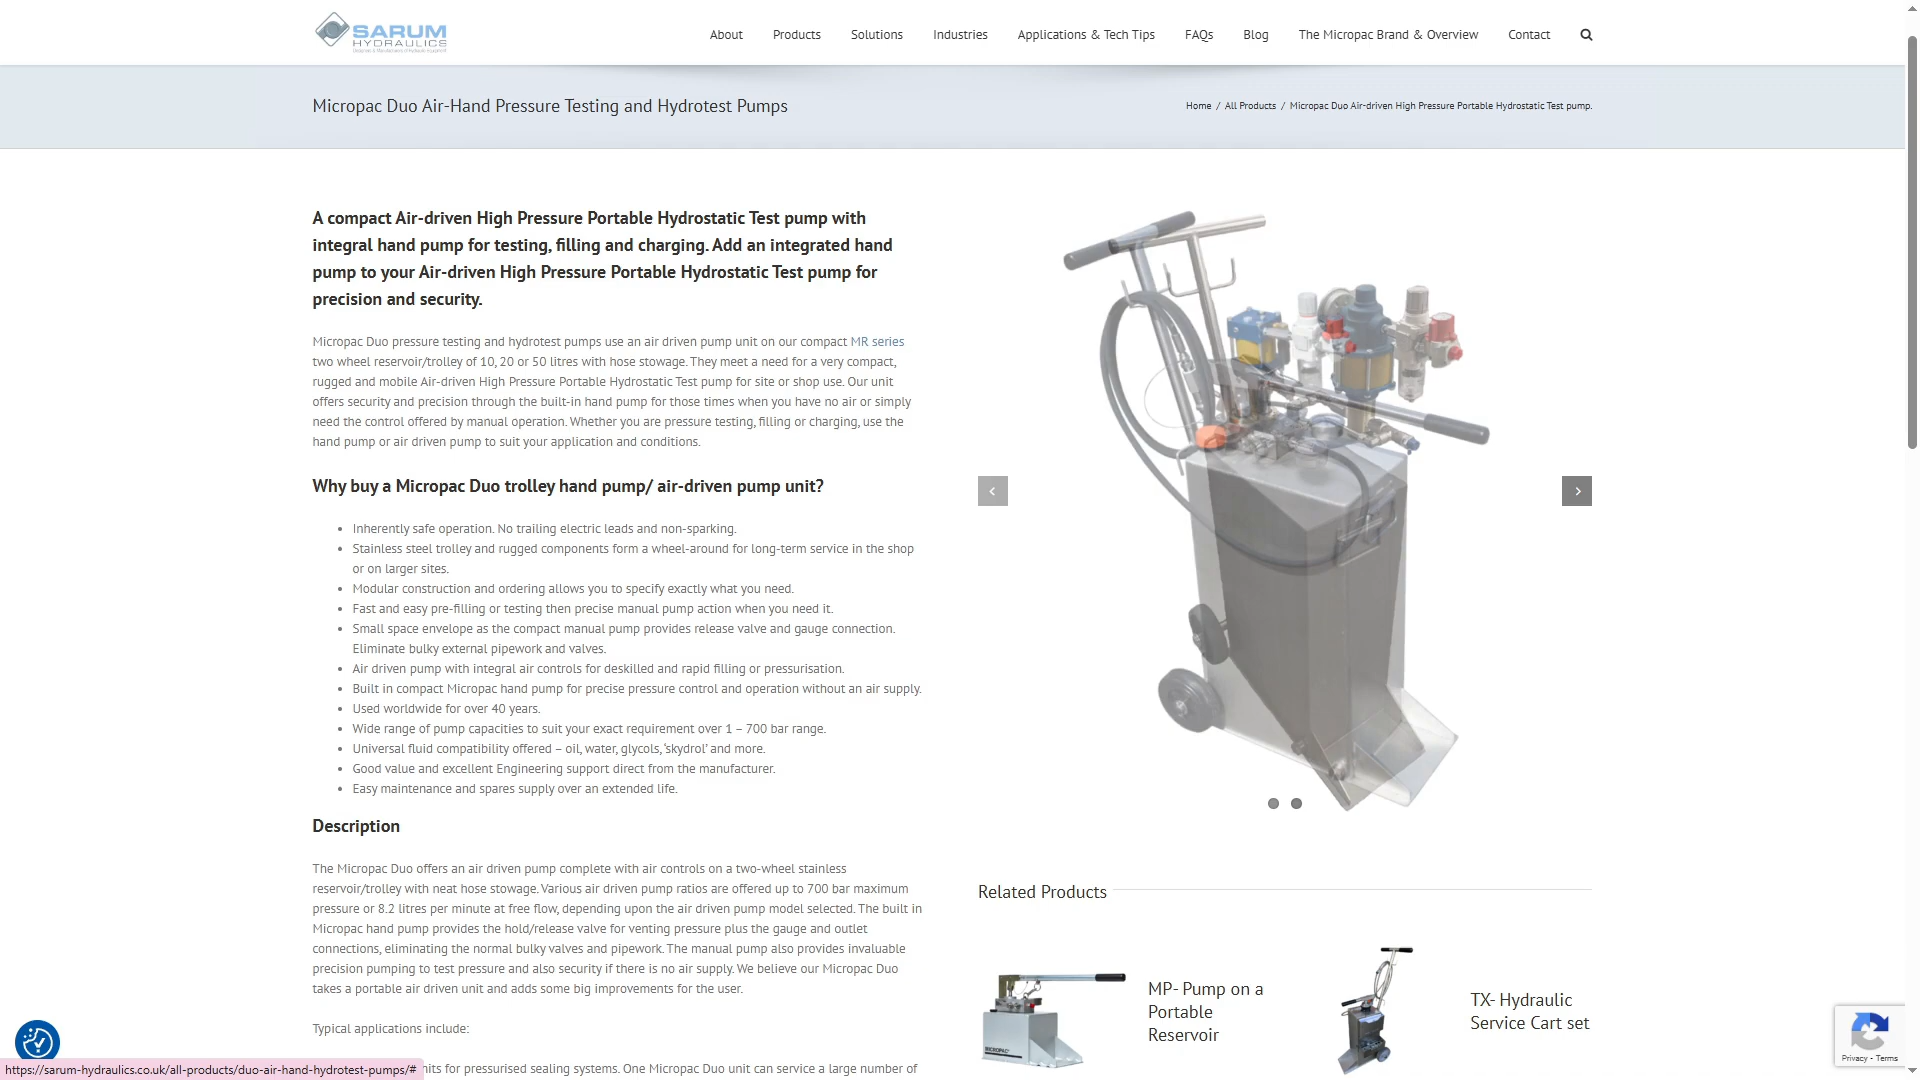 SARUM
HYDRAULICS
About
Products
Solutions
Industries
Applications & Tech Tips
FAQs
Blog
The Micropac Brand & Overview
Contact
Micropac Duo Air-Hand Pressure Testing and Hydrotest Pumps
Home / All Products / Micropac Duo Air-driven High Pressure Portable Hydrostatic Test pump.
A compact Air-driven High Pressure Portable Hydrostatic Test pump with
integral hand pump for testing, filling and charging. Add an integrated hand
pump to your Air-driven High Pressure Portable Hydrostatic Test pump for
precision and security.
Micropac Duo pressure testing and hydrotest pumps use an air driven pump unit on our compact MR series
two wheel reservoir/trolley of 10, 20 or 50 litres with hose stowage. They meet a need for a very compact,
rugged and mobile Air-driven High Pressure Portable Hydrostatic Test pump for site or shop use. Our unit
offers security and precision through the built-in hand pump for those times when you have no air or simply
need the control offered by manual operation. Whether you are pressure testing, filling or charging, use the
hand pump or air driven pump to suit your application and conditions.
Why buy a Micropac Duo trolley hand pump/ air-driven pump unit?
• Inherently safe operation. No trailing electric leads and non-sparking.
• Stainless steel trolley and rugged components form a wheel-around for long-term service in the shop
or on larger sites.
• Modular construction and ordering allows you to specify exactly what you need.
• Fast and easy pre-filling or testing then precise manual pump action when you need it.
• Small space envelope as the compact manual pump provides release valve and gauge connection.
Eliminate bulky external pipework and valves.
• Air driven pump with integral air controls for deskilled and rapid filling or pressurisation.
• Built in compact Micropac hand pump for precise pressure control and operation without an air supply.
• Used worldwide for over 40 years.
• Wide range of pump capacities to suit your exact requirement over 1 – 700 bar range.
• Universal fluid compatibility offered – oil, water, glycols, ‘skydrol’ and more.
• Good value and excellent Engineering support direct from the manufacturer.
• Easy maintenance and spares supply over an extended life.
Description
The Micropac Duo offers an air driven pump complete with air controls on a two-wheel stainless
reservoir/trolley with neat hose stowage. Various air driven pump ratios are offered up to 700 bar maximum
pressure or 8.2 litres per minute at free flow, depending upon the air driven pump model selected. The built in
Micropac hand pump provides the hold/release valve for venting pressure plus the gauge and outlet
connections, eliminating the normal bulky valves and pipework. The manual pump also provides invaluable
precision pumping to test pressure and also security if there is no air supply. We believe our Micropac Duo
takes a portable air driven unit and adds some big improvements for the user.
Typical applications include:
nits for pressurised sealing systems. One Micropac Duo unit can service a large number of
Related Products
MICROPAC
MP- Pump on a
Portable
Reservoir
TX- Hydraulic
Service Cart set
Privacy - Terms
https://sarum-hydraulics.co.uk/all-products/duo-air-hand-hydrotest-pumps/#